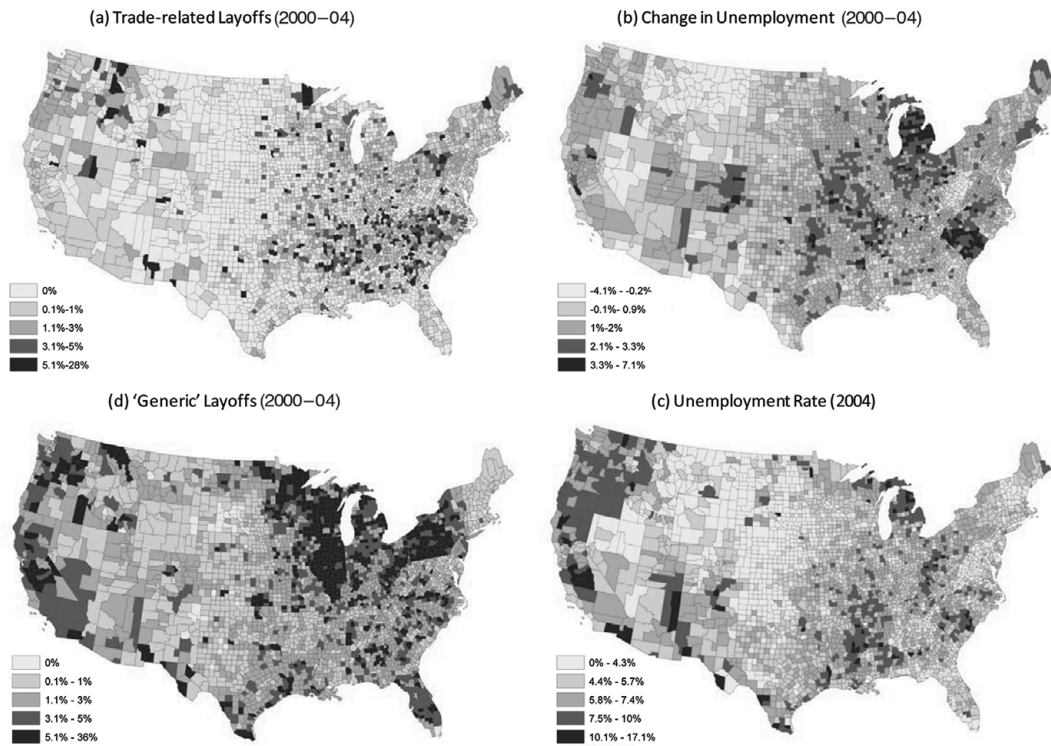 (a) Trade-related Layoffs (2000–04)
0%
0.1%-1%
1.1%-3%
3.1%-5%
5.1%-28%
(b) Change in Unemployment (2000–04)
-4.1% - -0.2%
-0.1% - 0.9%
1%-2%
2.1% - 3.3%
3.3% - 7.1%
(d) ‘Generic’ Layoffs (2000–04)
0%
0.1% - 1%
1.1% - 3%
3.1% - 5%
5.1% - 36%
(c) Unemployment Rate (2004)
0% - 4.3%
4.4% - 5.7%
5.8% - 7.4%
7.5% - 10%
10.1% - 17.1%